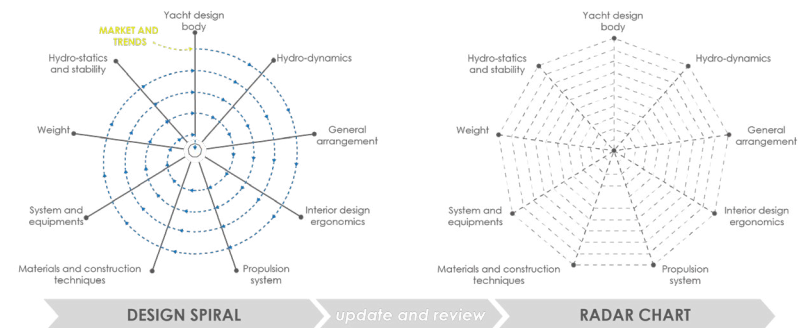 Yacht design
body
MARKET AND
TRENDS
Hydro-statics
and stability
Hydro-dynamics
Weight
General
arrangement
System and
equipments
Interior design
ergonomics
Materials and construction
techniques
Propulsion
system
Yacht design
body
Hydro-statics
and stability
Hydro-dynamics
Weight
General
arrangement
System and
equipments
Interior design
ergonomics
Materials and construction
techniques
Propulsion
system
DESIGN SPIRAL
update and review
RADAR CHART